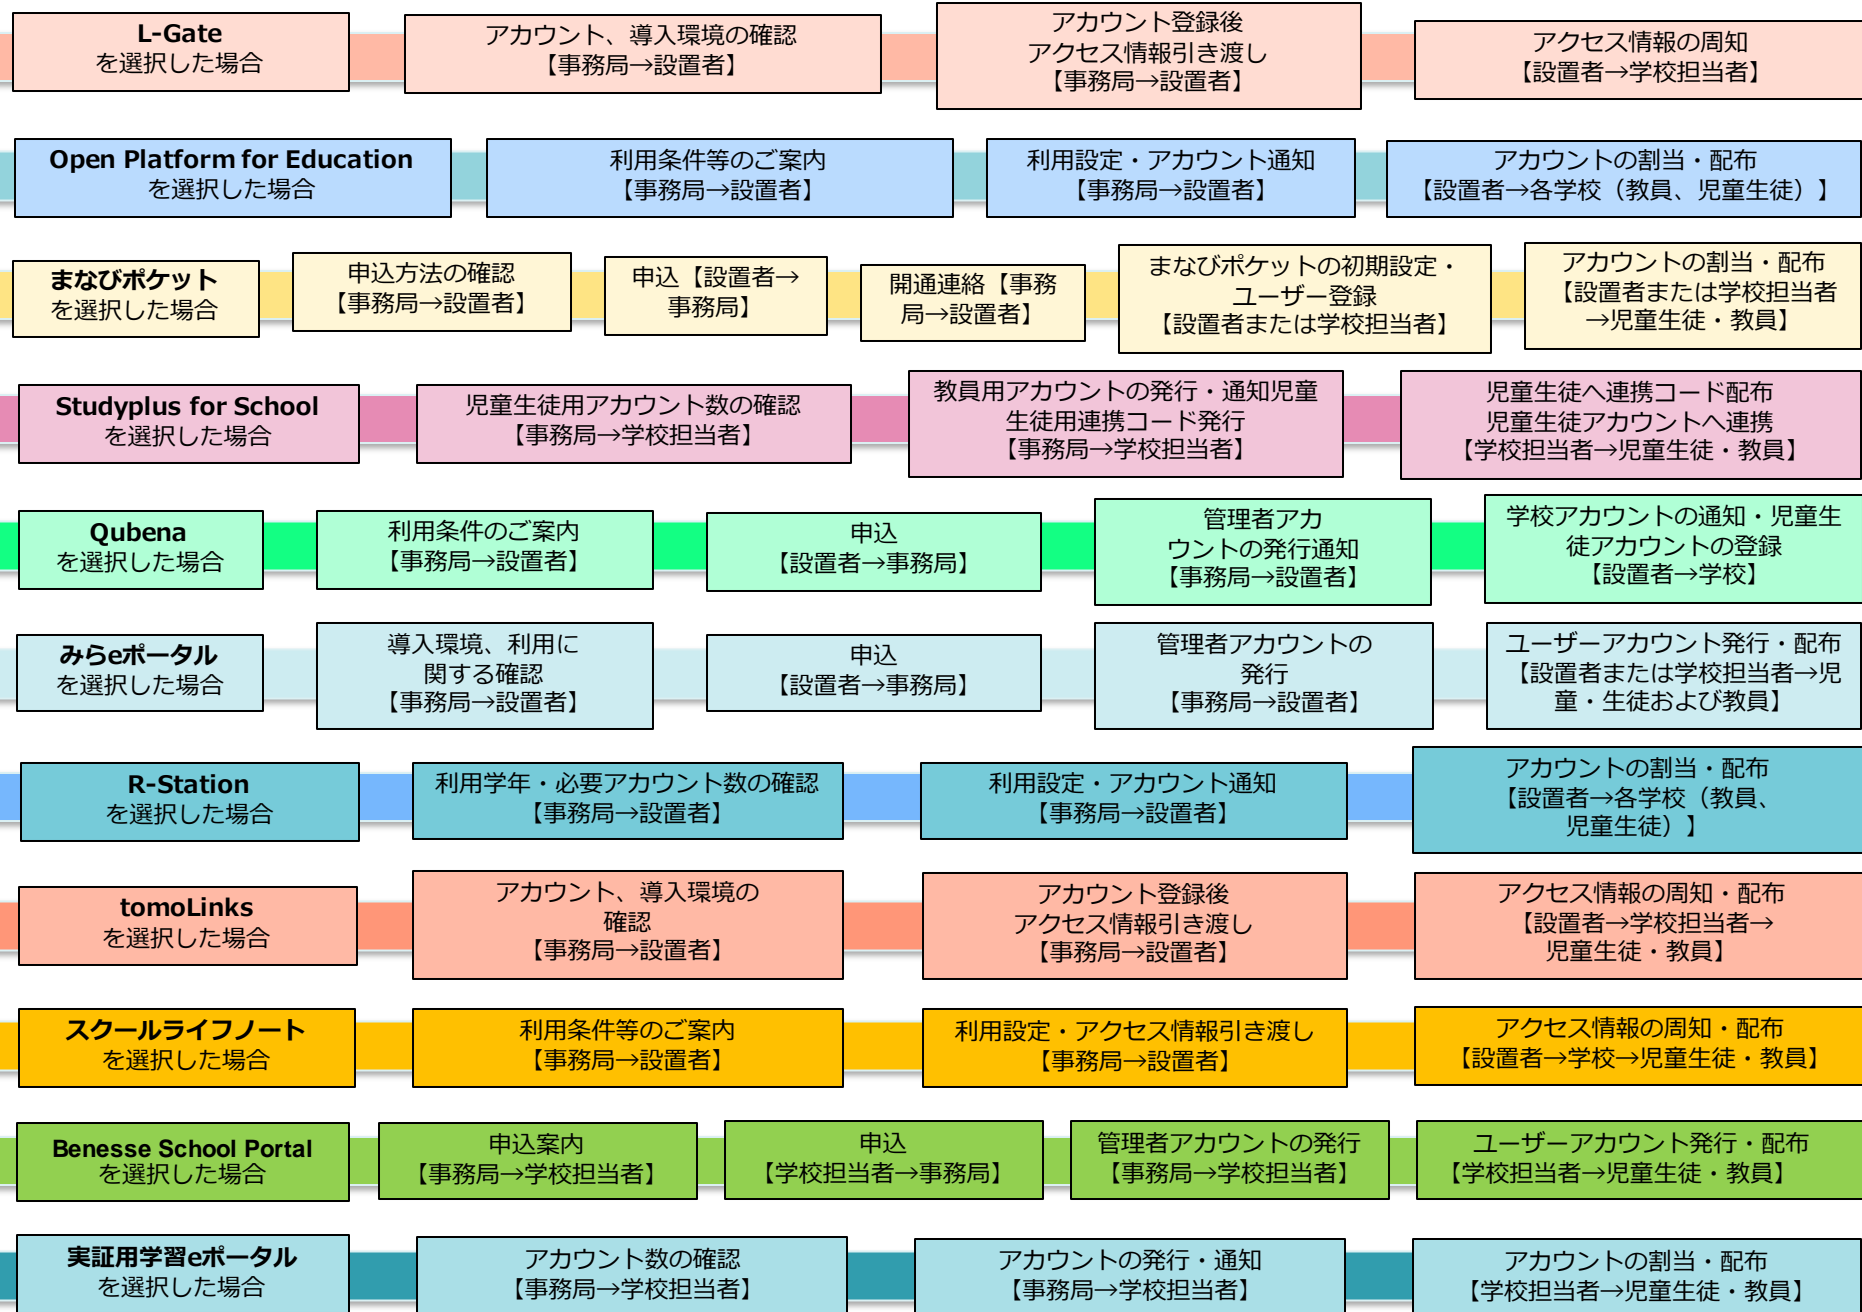 L-Gate
を選択した場合
アカウント、導入環境の確認
【事務局→設置者】
アカウント登録後
アクセス情報引き渡し
【事務局→設置者】
アクセス情報の周知
【設置者→学校担当者】
Open Platform for Education
を選択した場合
利用条件等のご案内
【事務局→設置者】
利用設定・アカウント通知
【事務局→設置者】
アカウントの割当・配布
【設置者→各学校（教員、児童生徒）】
まなびポケット
を選択した場合
申込方法の確認
【事務局→設置者】
申込【設置者→
事務局】
開通連絡【事務
局→設置者】
まなびポケットの初期設定・
ユーザー登録
【設置者または学校担当者】
アカウントの割当・配布
【設置者または学校担当者
→児童生徒・教員】
Studyplus for School
を選択した場合
児童生徒用アカウント数の確認
【事務局→学校担当者】
教員用アカウントの発行・通知児童
生徒用連携コード発行
【事務局→学校担当者】
児童生徒へ連携コード配布
児童生徒アカウントへ連携
【学校担当者→児童生徒・教員】
Qubena
を選択した場合
利用条件のご案内
【事務局→設置者】
申込
【設置者→事務局】
管理者アカ
ウントの発行通知
【事務局→設置者】
学校アカウントの通知・児童生
徒アカウントの登録
【設置者→学校】
みらeポータル
を選択した場合
導入環境、利用に
関する確認
【事務局→設置者】
申込
【設置者→事務局】
管理者アカウントの
発行
【事務局→設置者】
ユーザーアカウント発行・配布
【設置者または学校担当者→児
童・生徒および教員】
R-Station
を選択した場合
利用学年・必要アカウント数の確認
【事務局→設置者】
利用設定・アカウント通知
【事務局→設置者】
アカウントの割当・配布
【設置者→各学校（教員、
児童生徒）】
tomoLinks
を選択した場合
アカウント、導入環境の
確認
【事務局→設置者】
アカウント登録後
アクセス情報引き渡し
【事務局→設置者】
アクセス情報の周知・配布
【設置者→学校担当者→
児童生徒・教員】
スクールライフノート
を選択した場合
利用条件等のご案内
【事務局→設置者】
利用設定・アクセス情報引き渡し
【事務局→設置者】
アクセス情報の周知・配布
【設置者→学校→児童生徒・教員】
Benesse School Portal
を選択した場合
申込案内
【事務局→学校担当者】
申込
【学校担当者→事務局】
管理者アカウントの発行
【事務局→学校担当者】
ユーザーアカウント発行・配布
【学校担当者→児童生徒・教員】
実証用学習eポータル
を選択した場合
アカウント数の確認
【事務局→学校担当者】
アカウントの発行・通知
【事務局→学校担当者】
アカウントの割当・配布
【学校担当者→児童生徒・教員】